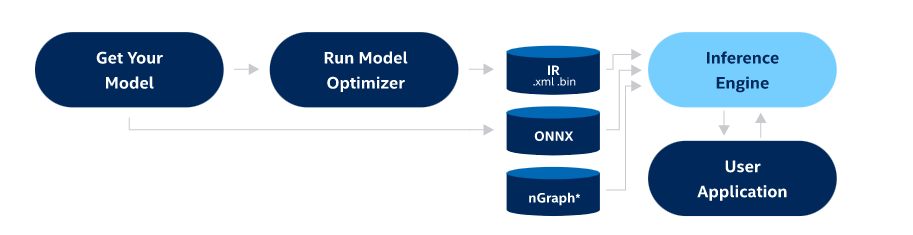 Get Your
Model
Run Model
Optimizer
IR
.xml .bin
ONNX
nGraph*
Inference
Engine
User
Application